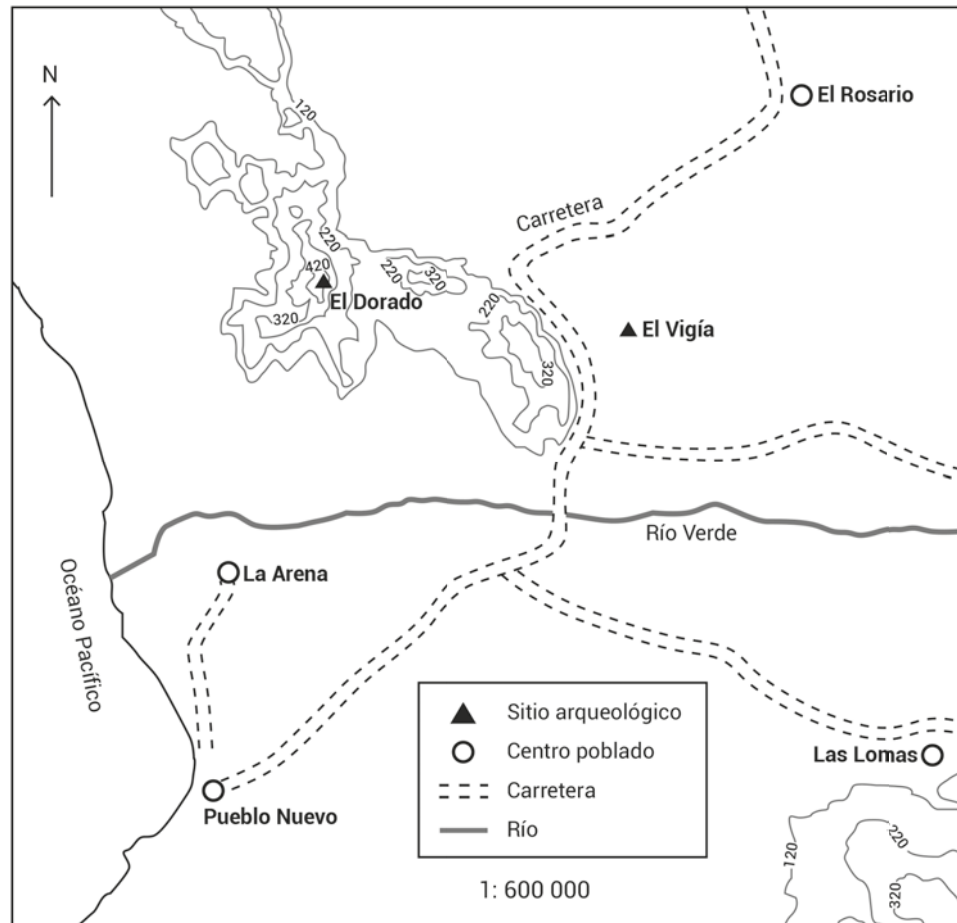 N
El Rosario
120
Carretera
220
420
220
320
El Dorado
220
320
320
El Vigía
Río Verde
La Arena
Océano Pacífico
Sitio arqueológico
Centro poblado
Carretera
Río
Las Lomas
Pueblo Nuevo
120
220
320
1: 600 000